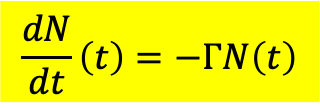 dN/dt (t) = −ΓN(t)